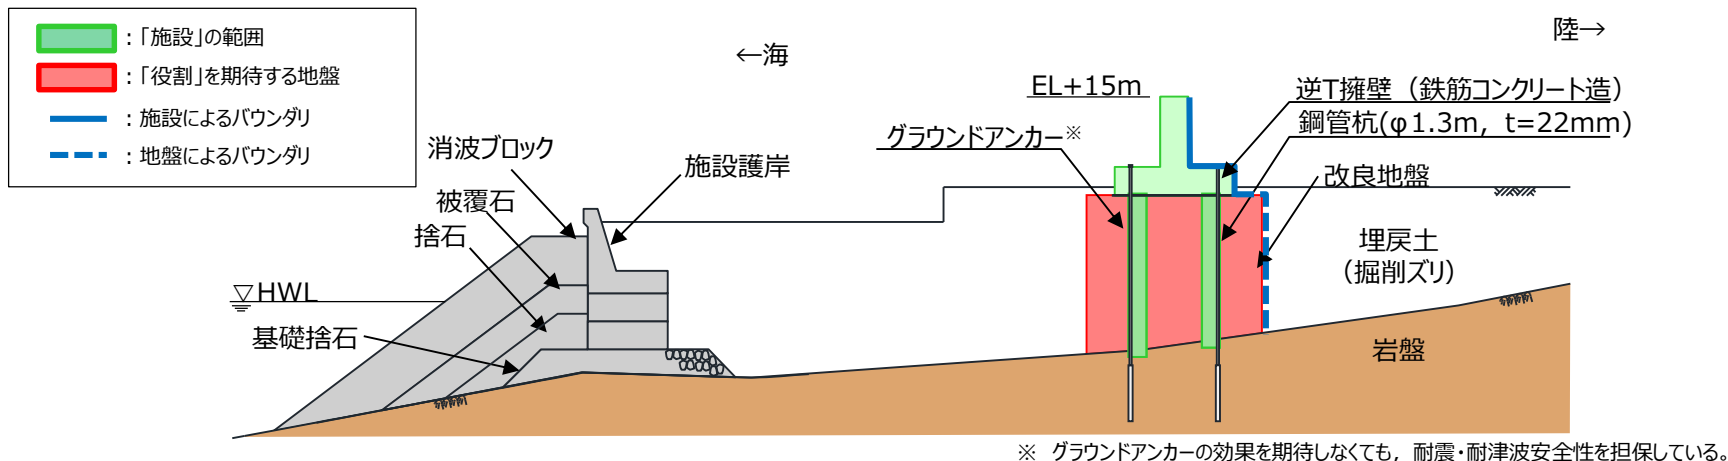 ：「施設」の範囲
：「役割」を期待する地盤
：施設によるバウンダリ
：地盤によるバウンダリ
←海
陸→
EL+15m
逆T擁壁（鉄筋コンクリート造）
鋼管杭(φ1.3m, t=22mm)
グラウンドアンカー※
改良地盤
消波ブロック
施設護岸
被覆石
捨石
埋戻土
（掘削ズリ）
▽HWL
基礎捨石
岩盤
※ グラウンドアンカーの効果を期待しなくても，耐震・耐津波安全性を担保している。